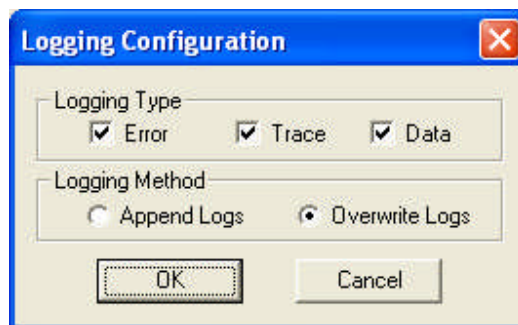 Logging Configuration
Logging Type
Error Trace Data
Logging Method
Append Logs Overwrite Logs
OK Cancel